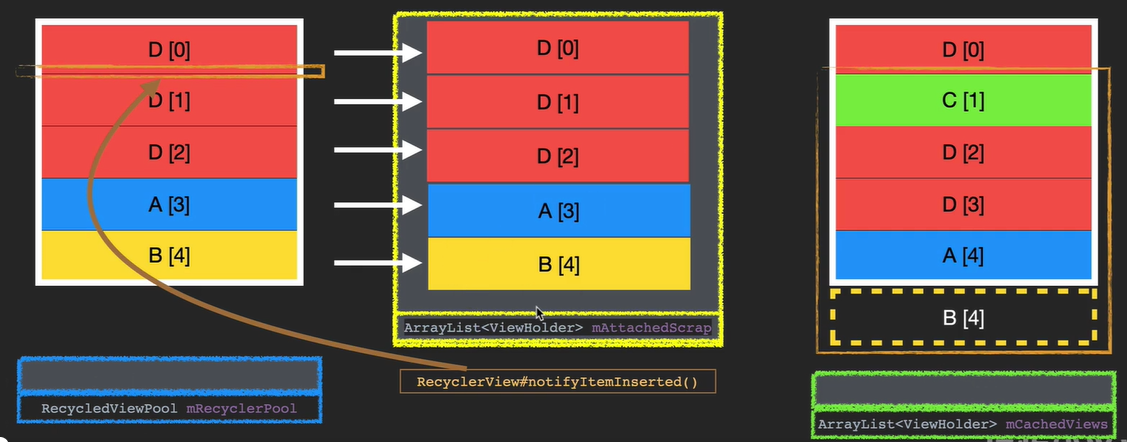 D [0]
D [1]
D [2]
A [3]
B [4]
RecycledViewPool mRecyclerPool
D [0]
D [1]
D [2]
A [3]
B [4]
ArrayList<ViewHolder> mAttachedScrap
RecyclerView#notifyItemInserted()
D [0]
C [1]
D [2]
D [3]
A [4]
B [4]
ArrayList<ViewHolder> mCachedViews